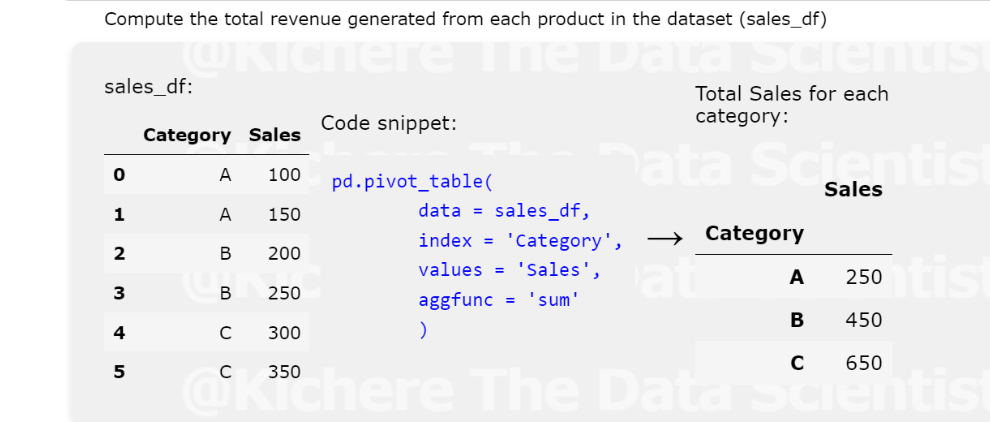 Compute the total revenue generated from each product in the dataset (sales_df)
@Kichere The Data Scientist
sales_df:
Category Sales
0 A 100
1 A 150
2 B 200
3 B 250
4 C 300
5 C 350
Code snippet:
pd.pivot_table(
data = sales_df,
index = 'Category',
values = 'Sales',
aggfunc = 'sum'
)
→
Total Sales for each
category:
Sales
Category
A 250
B 450
C 650
@Kichere The Data Scientist